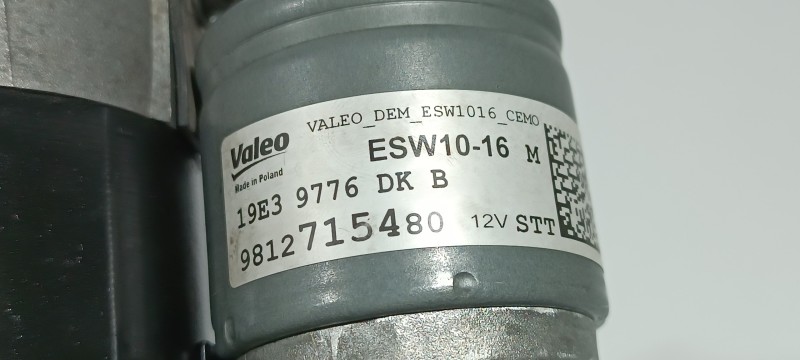 VALEO_DEM_ESW1016_CEMO
Valeo
ESW10-16 M
Made in Poland
19E3 9776 DK B
9812715480 12V STT